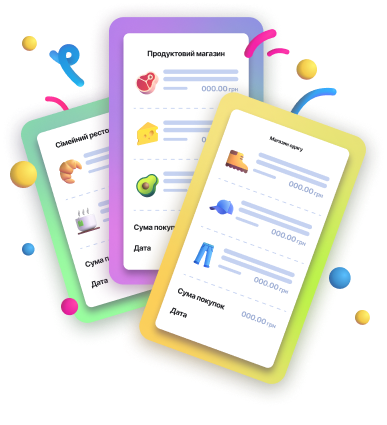 Продуктовий магазин
000.00 грн
Сума покуп
Дата
Сімейний ресто
Сума п
Дата
Магазин одягу
000.00 грн
000.00 грн
000.00 грн
Сума покупок
000.00 грн
Дата